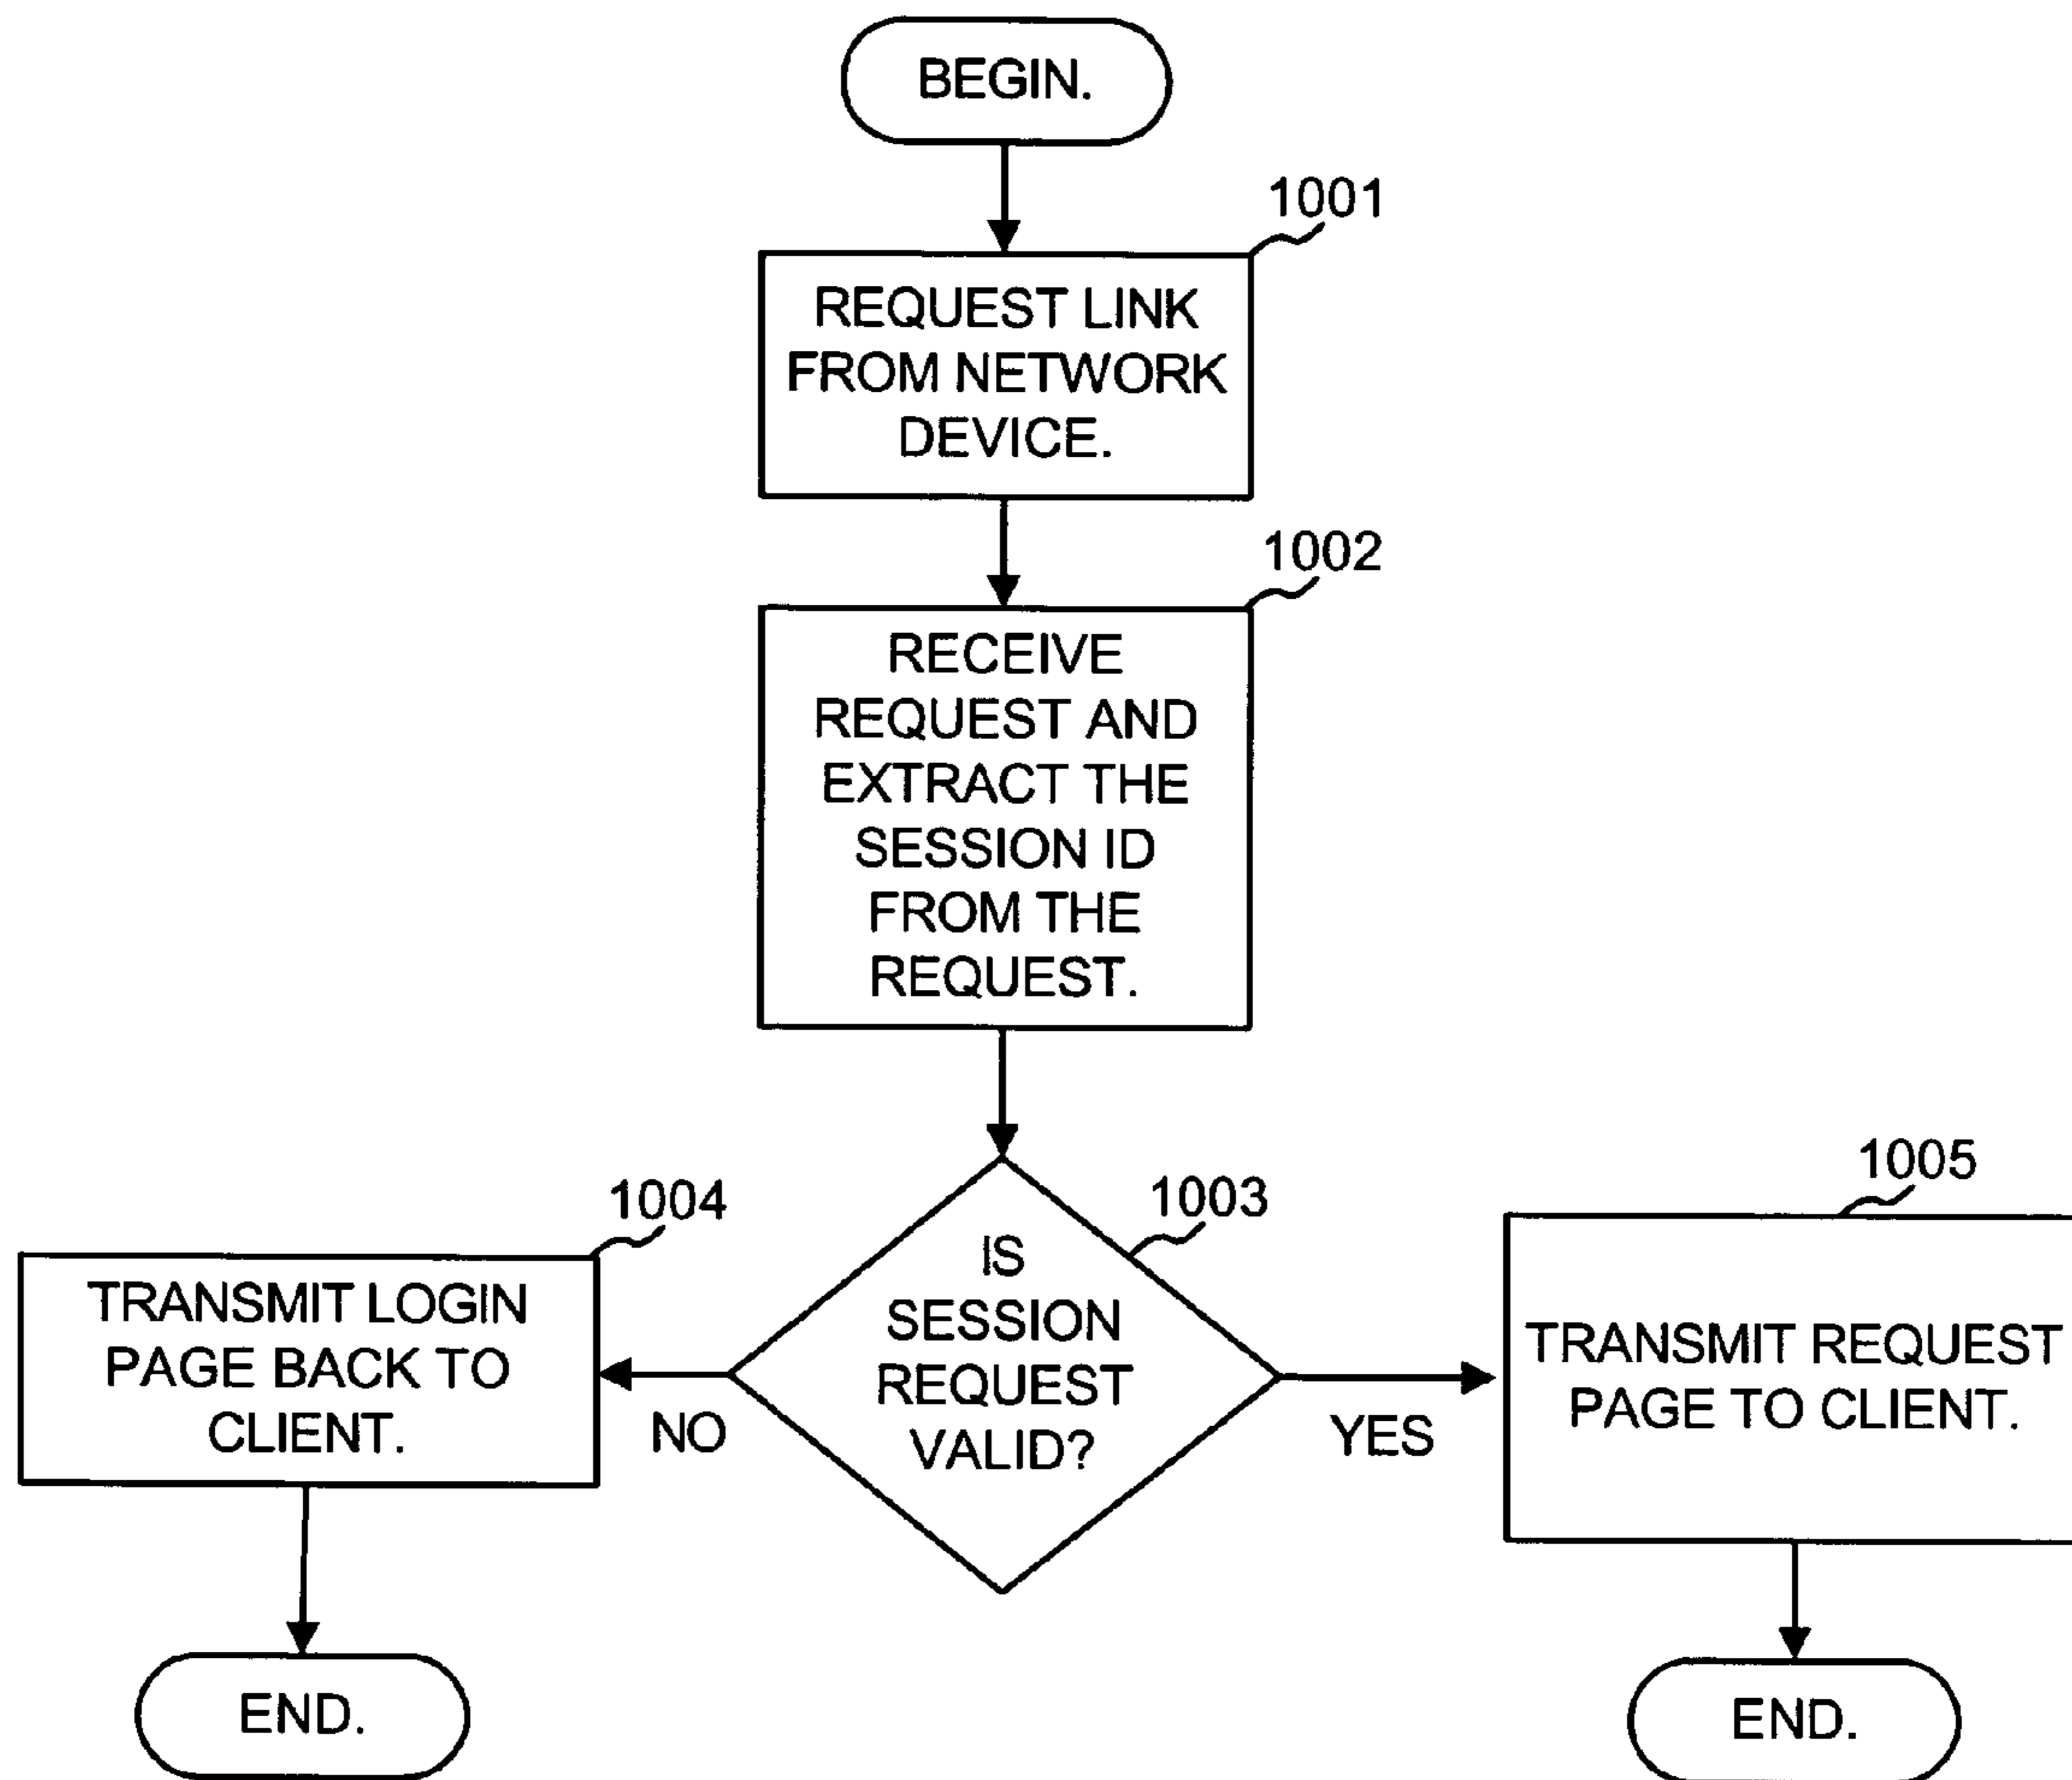 BEGIN.
1001
REQUEST LINK
FROM NETWORK
DEVICE.
1002
RECEIVE
REQUEST AND
EXTRACT THE
SESSION ID
FROM THE
REQUEST.
1003
IS
SESSION
REQUEST
VALID?
NO
YES
1004
TRANSMIT LOGIN
PAGE BACK TO
CLIENT.
END.
1005
TRANSMIT REQUEST
PAGE TO CLIENT.
END.